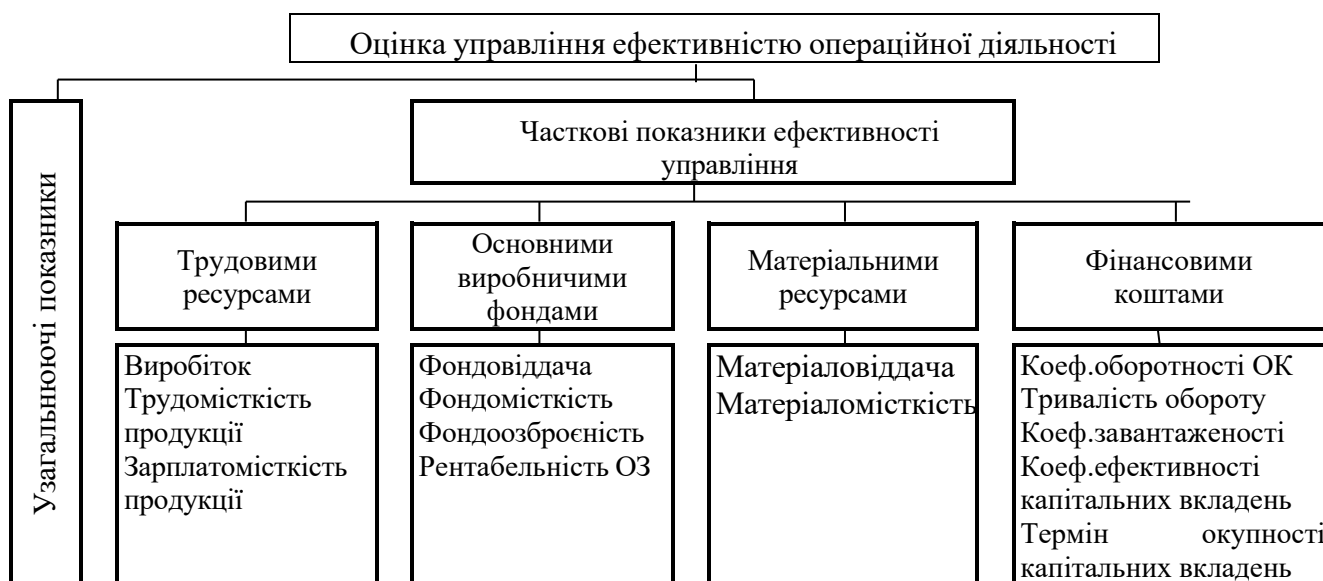 Оцінка управління ефективністю операційної діяльності
Узагальнюючі показники
Часткові показники ефективності
управління
Трудовими
ресурсами
Основними
виробничими
фондами
Матеріальними
ресурсами
Фінансовими
коштами
Виробіток
Трудомісткість
продукції
Зарплатомісткість
продукції
Фондовіддача
Фондомісткість
Фондоозброєність
Рентабельність ОЗ
Матеріаловіддача
Матеріаломісткість
Коеф.оборотності ОК
Тривалість обороту
Коеф.завантаженості
Коеф.ефективності
капітальних вкладень
Термін окупності
капітальних вкладень